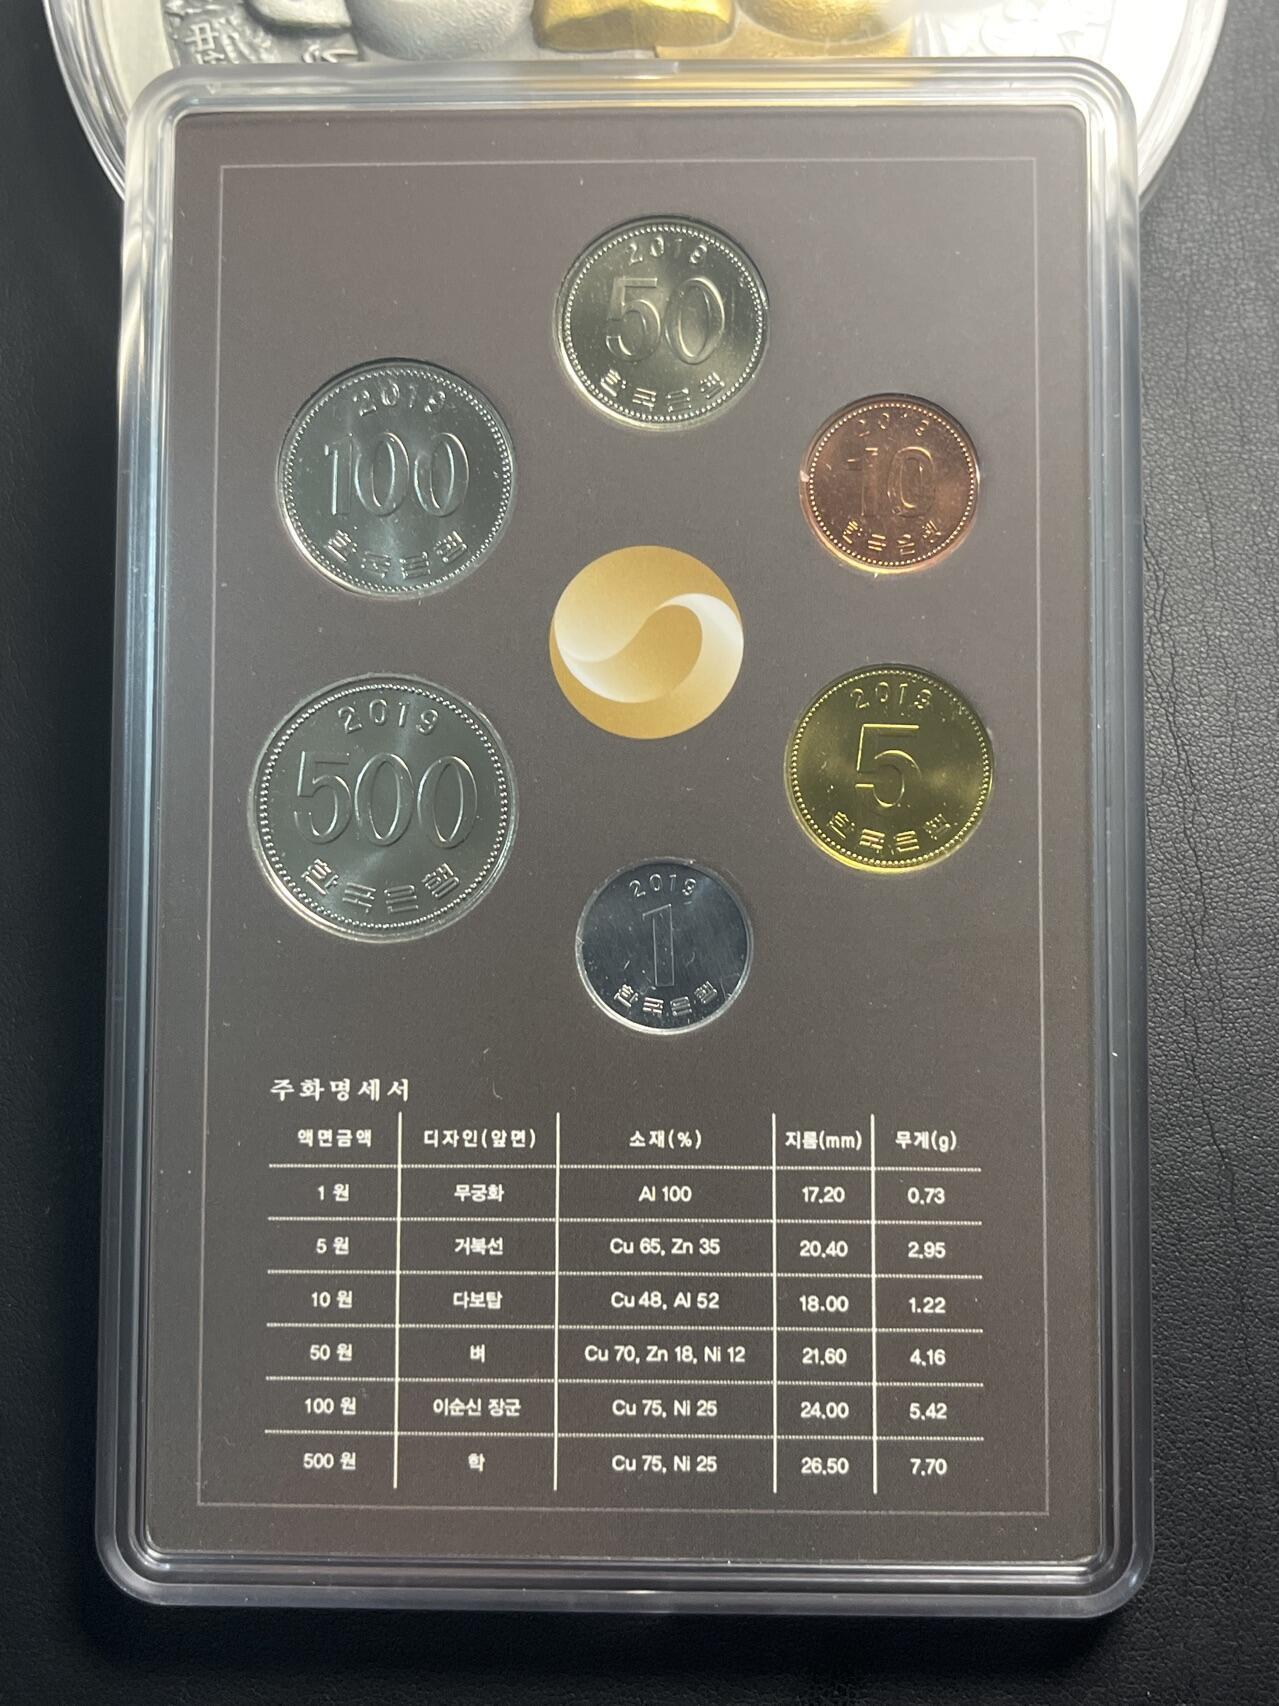 2019
50
한국은행
2019
100
한국은행
2019
10
한국은행
2019
500
한국은행
2019
5
한국은행
2019
1
한국은행
주화명세서
액면금액 디자인(앞면) 소재(%) 지름(mm) 무게(g)
1 원 무궁화 Al 100 17.20 0.73
5 원 거북선 Cu 65, Zn 35 20.40 2.95
10 원 다보탑 Cu 48, Al 52 18.00 1.22
50 원 벼 Cu 70, Zn 18, Ni 12 21.60 4.16
100 원 이순신 장군 Cu 75, Ni 25 24.00 5.42
500 원 학 Cu 75, Ni 25 26.50 7.70